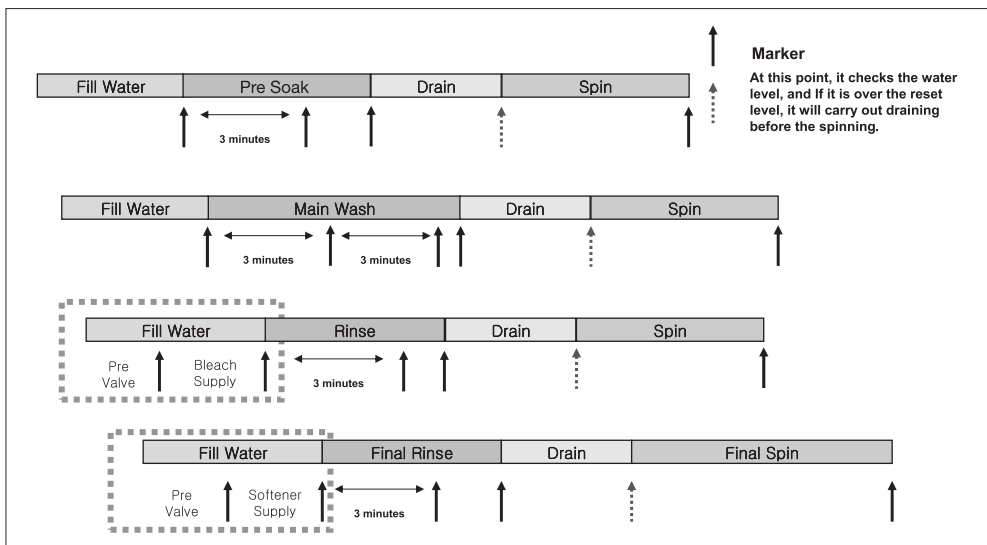 Marker
At this point, it checks the water
level, and If it is over the reset
level, it will carry out draining
before the spinning.
Fill Water Pre Soak Drain Spin
3 minutes
Fill Water Main Wash Drain Spin
3 minutes 3 minutes
Fill Water Rinse Drain Spin
Pre Bleach
Valve Supply
3 minutes
Fill Water Final Rinse Drain Final Spin
Pre Softener
Valve Supply
3 minutes